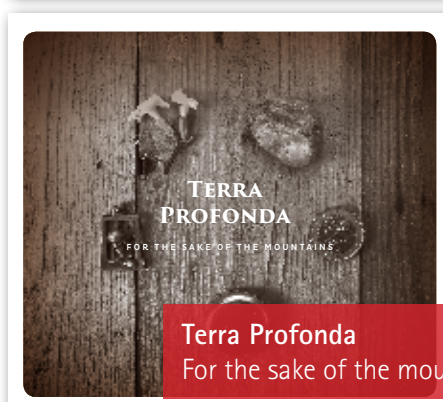 TERRA
PROFONDA
FOR THE SAKE OF THE MOUNTAINS
Terra Profonda
For the sake of the mou